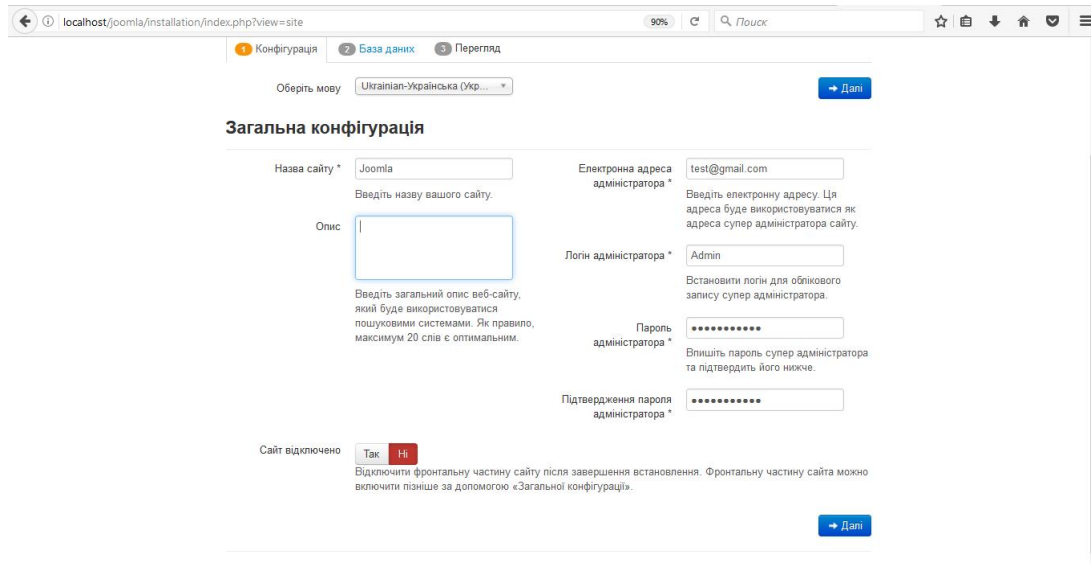 localhost/joomla/installation/index.php?view=site
90%
Поиск
1 Конфігурація 2 База даних 3 Перегляд
Оберіть мову
Ukrainian-Українська (Укр...
Далі
Загальна конфігурація
Назва сайту *
Joomla
Введіть назву вашого сайту.
Опис
Введіть загальний опис веб-сайту,
який буде використовуватися
пошуковими системами. Як правило,
максимум 20 слів є оптимальним.
Електронна адреса
адміністратора *
test@gmail.com
Введіть електронну адресу. Ця
адреса буде використовуватися як
адреса супер адміністратора сайту.
Логін адміністратора *
Admin
Встановити логін для облікового
запису супер адміністратора.
Пароль
адміністратора *
Впишіть пароль супер адміністратора
та підтвердить його нижче.
Підтвердження пароля
адміністратора *
Сайт відключено
Так Ні
Відключити фронтальну частину сайту після завершення встановлення. Фронтальну частину сайта можно
включити пізніше за допомогою «Загальної конфігурації».
Далі